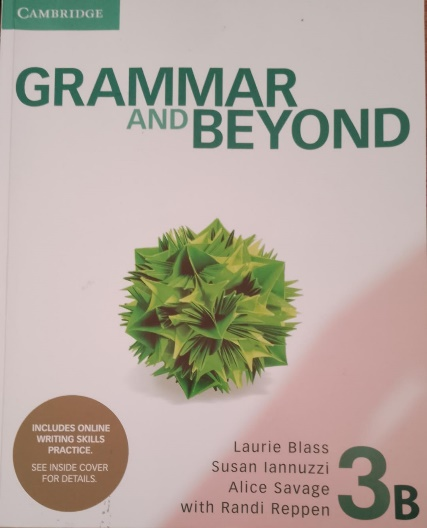 CAMBRIDGE
GRAMMAR
AND BEYOND
INCLUDES ONLINE
WRITING SKILLS
PRACTICE.
SEE INSIDE COVER
FOR DETAILS.
Laurie Blass
Susan Iannuzzi
Alice Savage
with Randi Reppen
3B